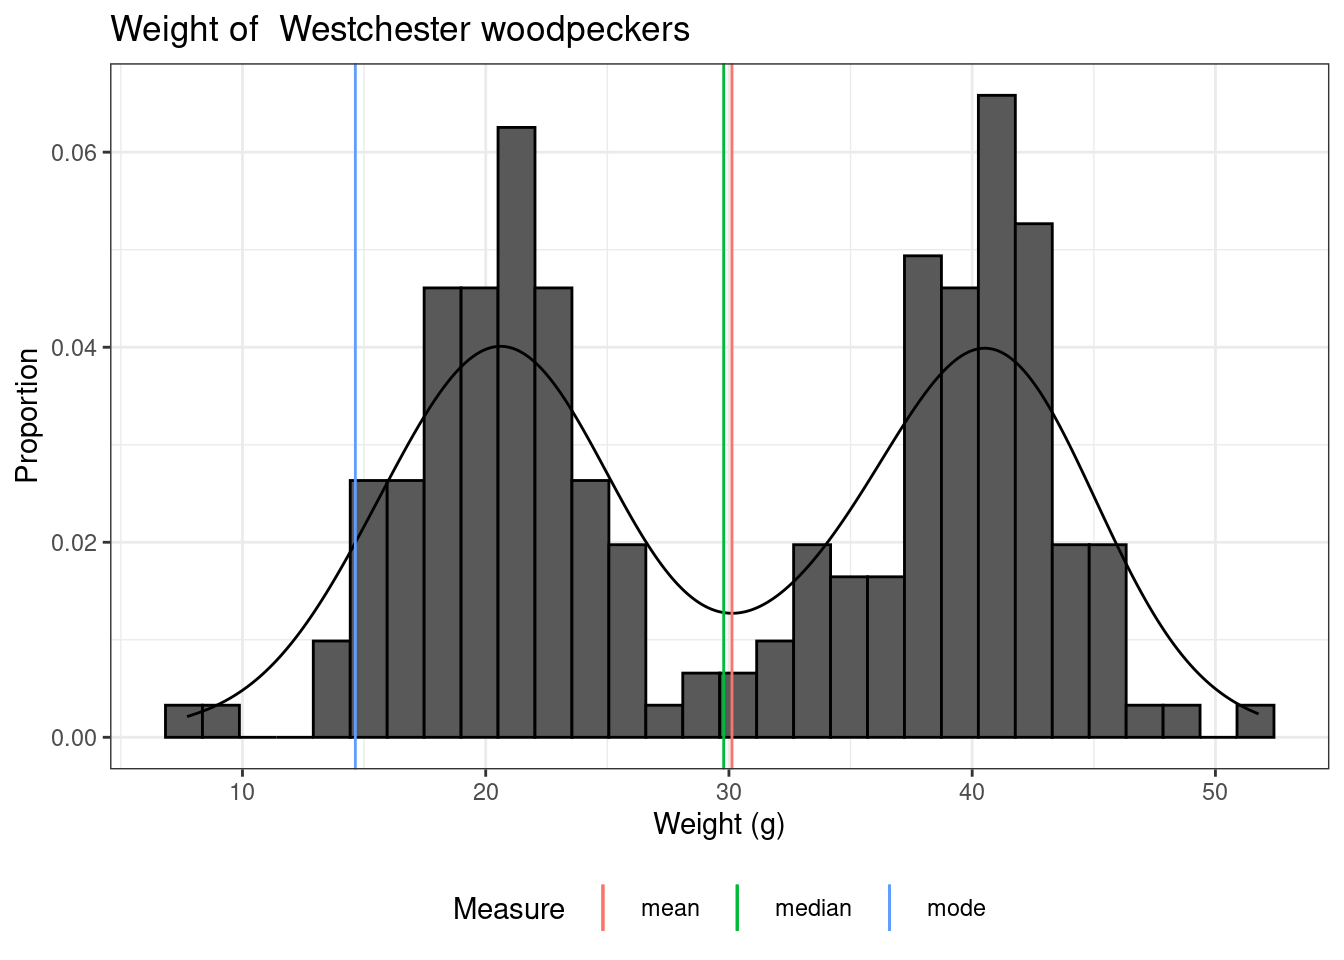 Weight of  Westchester woodpeckers
Proportion
0.06
0.04
0.02
0.00
10 20 30 40 50
Weight (g)
Measure mean median mode